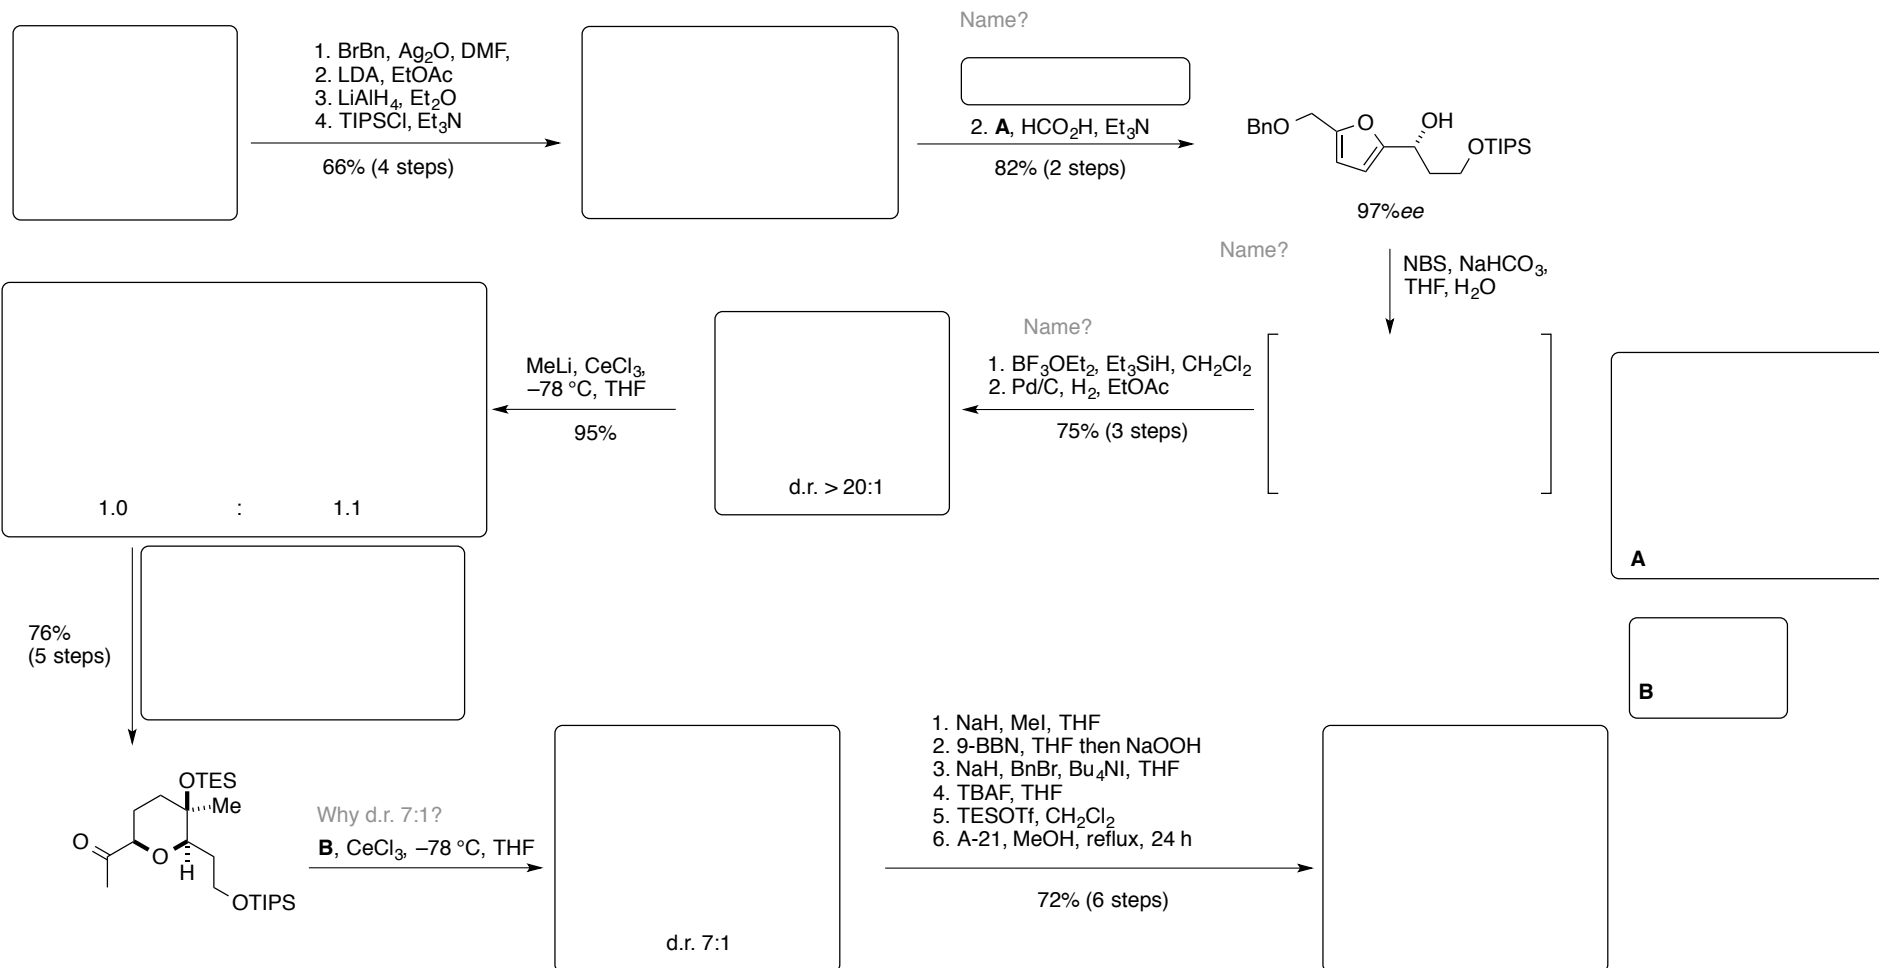 Name?
1. BrBn, Ag₂O, DMF,
2. LDA, EtOAc
3. LiAlH₄, Et₂O
4. TIPSCl, Et₃N
66% (4 steps)
2. A, HCO₂H, Et₃N
82% (2 steps)
BnO
O
OH
OTIPS
97%ee
Name?
NBS, NaHCO₃,
THF, H₂O
Name?
1. BF₃OEt₂, Et₃SiH, CH₂Cl₂
2. Pd/C, H₂, EtOAc
75% (3 steps)
d.r. > 20:1
MeLi, CeCl₃,
–78 °C, THF
95%
1.0 : 1.1
A
B
76%
(5 steps)
OTES
Me
O
O
H
OTIPS
Why d.r. 7:1?
B, CeCl₃, –78 °C, THF
d.r. 7:1
1. NaH, MeI, THF
2. 9-BBN, THF then NaOOH
3. NaH, BnBr, Bu₄NI, THF
4. TBAF, THF
5. TESOTf, CH₂Cl₂
6. A-21, MeOH, reflux, 24 h
72% (6 steps)